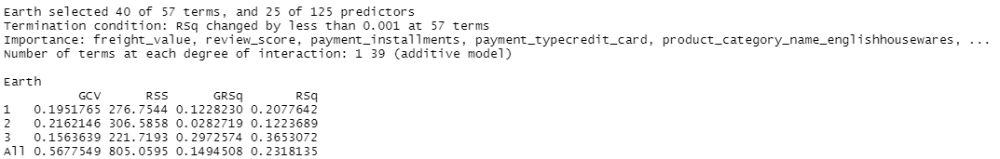 Earth selected 40 of 57 terms, and 25 of 125 predictors
Termination condition: RSq changed by less than 0.001 at 57 terms
Importance: freight_value, review_score, payment_installments, payment_typecredit_card, product_category_name_englishhousewares, ...
Number of terms at each degree of interaction: 1 39 (additive model)
Earth
GCV RSS GRSq RSq
1 0.1951765 276.7544 0.1228230 0.2077642
2 0.2162146 306.5858 0.0282719 0.1223689
3 0.1563639 221.7193 0.2972574 0.3653072
All 0.5677549 805.0595 0.1494508 0.2318135